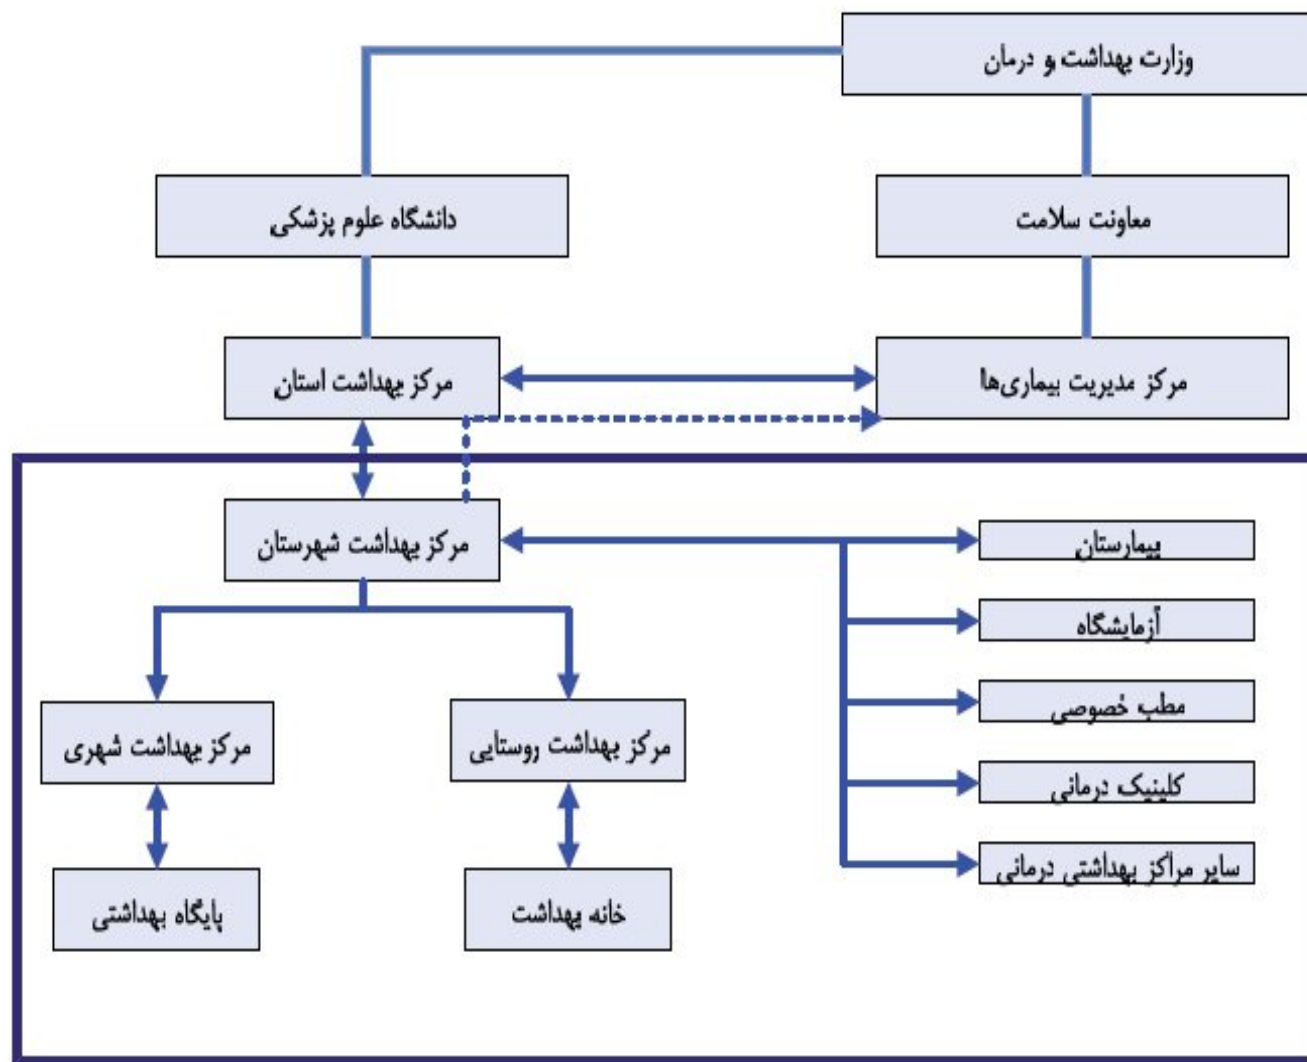 وزارت بهداشت و درمان
معاونت سلامت
دانشگاه علوم پزشکی
مرکز مدیریت بیماری‌ها
مرکز بهداشت استان
مرکز بهداشت شهرستان
بیمارستان
آزمایشگاه
مطب خصوصی
کلینیک درمانی
سایر مراکز بهداشتی درمانی
مرکز بهداشت روستایی
مرکز بهداشت شهری
خانه بهداشت
پایگاه بهداشتی